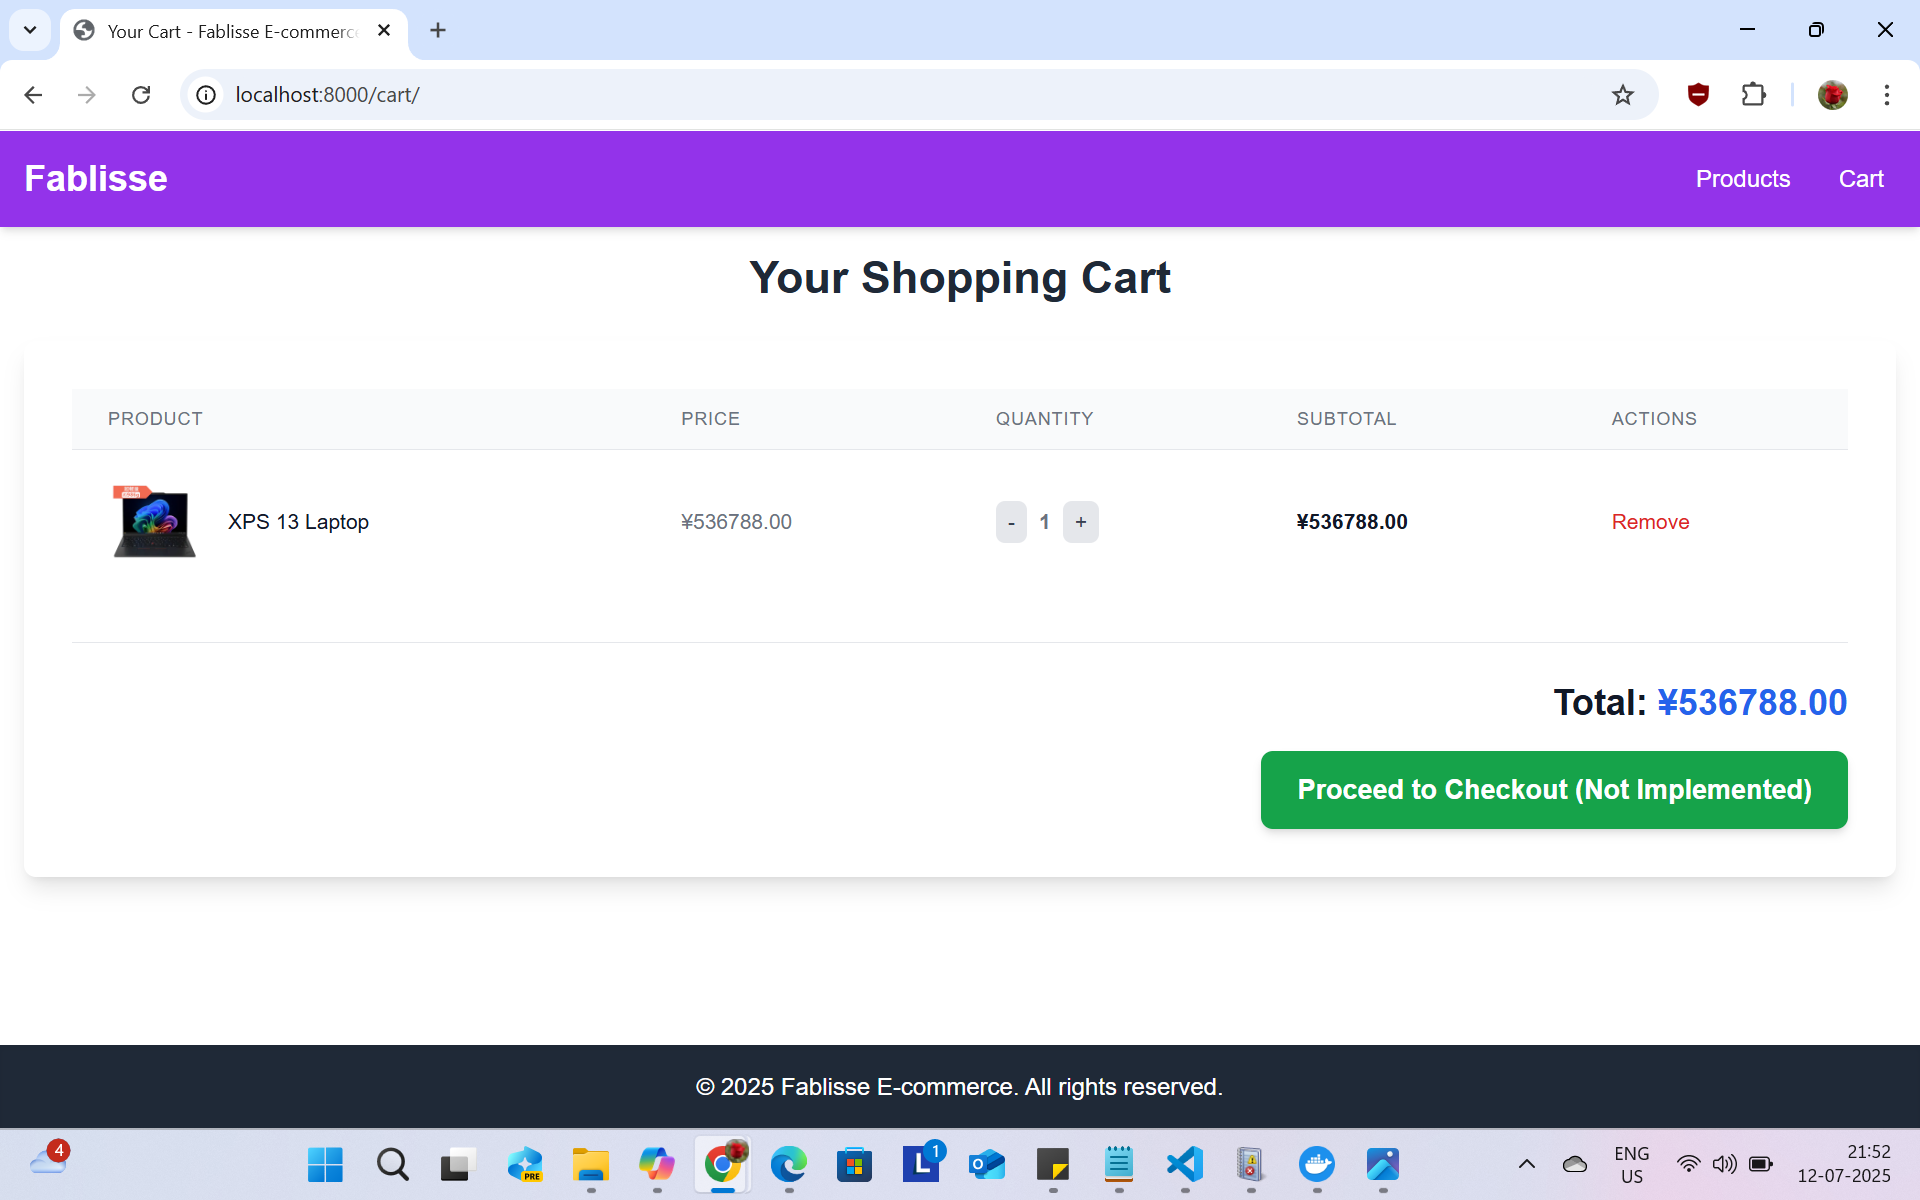 Your Cart - Fablisse E-commerce
localhost:8000/cart/
Fablisse
Products
Cart
Your Shopping Cart
PRODUCT PRICE QUANTITY SUBTOTAL ACTIONS
XPS 13 Laptop ¥536788.00 - 1 + ¥536788.00 Remove
Total: ¥536788.00
Proceed to Checkout (Not Implemented)
© 2025 Fablisse E-commerce. All rights reserved.
4
PRE
L
1
O
ENG
US
21:52
12-07-2025